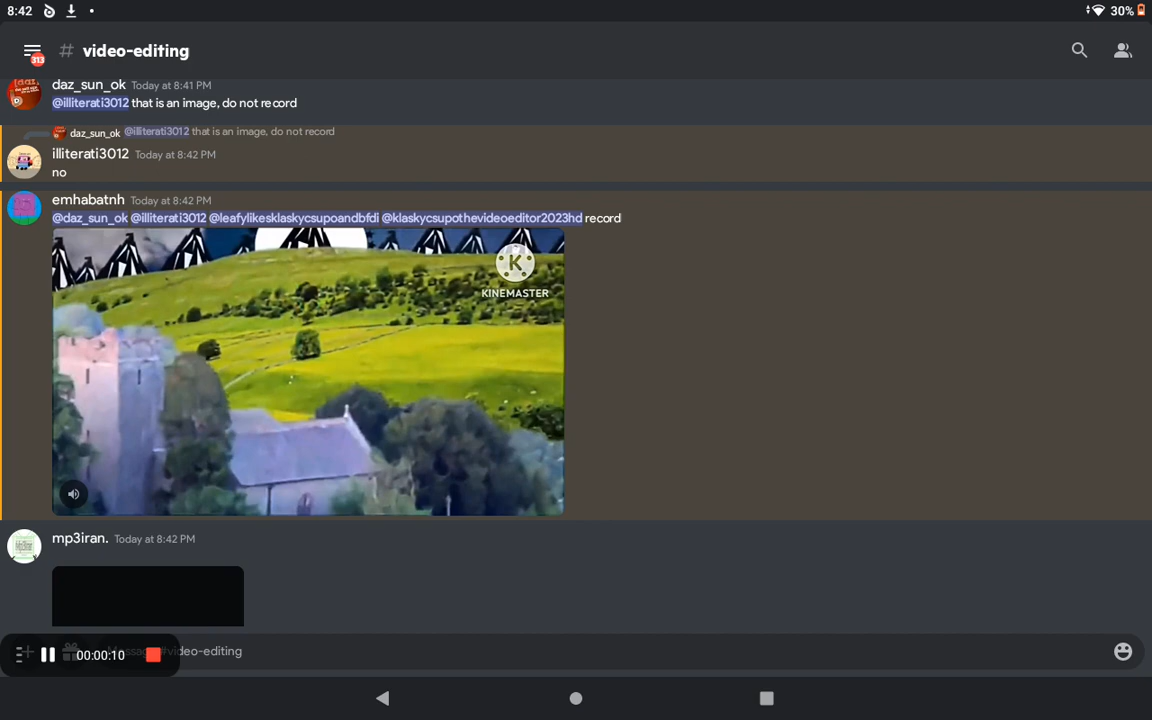 8:42
30%
313
# video-editing
daz_sun_ok Today at 8:41 PM
@illiterati3012 that is an image, do not record
daz_sun_ok @illiterati3012 that is an image, do not record
illiterati3012 Today at 8:42 PM
no
emhabatnh Today at 8:42 PM
@daz_sun_ok @illiterati3012 @leafylikesklaskycsupoandbfdi @klaskycsupothevideoeditor2023hd record
K
KINEMASTER
mp3iran. Today at 8:42 PM
00:00:10
#video-editing